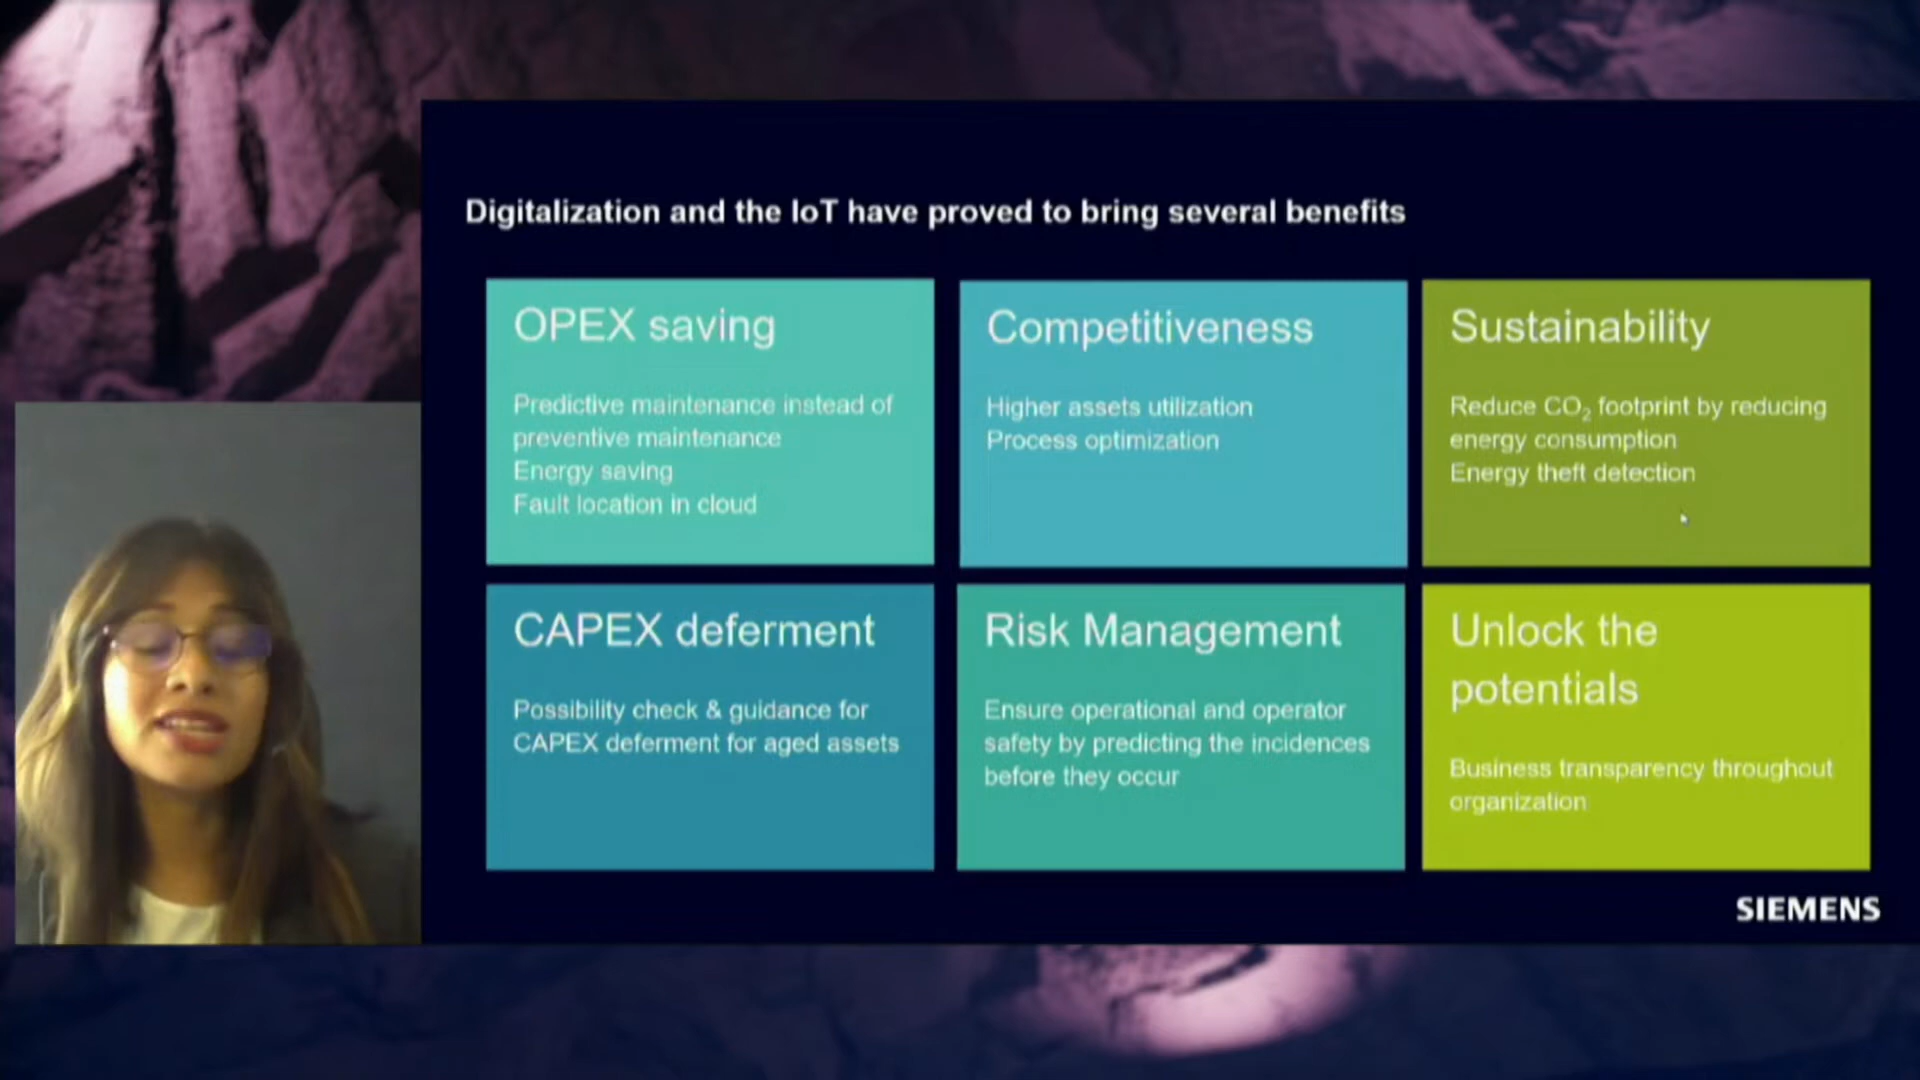 Digitalization and the IoT have proved to bring several benefits
OPEX saving
Predictive maintenance instead of
preventive maintenance
Energy saving
Fault location in cloud
Competitiveness
Higher assets utilization
Process optimization
Sustainability
Reduce CO₂ footprint by reducing
energy consumption
Energy theft detection
CAPEX deferment
Possibility check & guidance for
CAPEX deferment for aged assets
Risk Management
Ensure operational and operator
safety by predicting the incidences
before they occur
Unlock the
potentials
Business transparency throughout
organization
SIEMENS